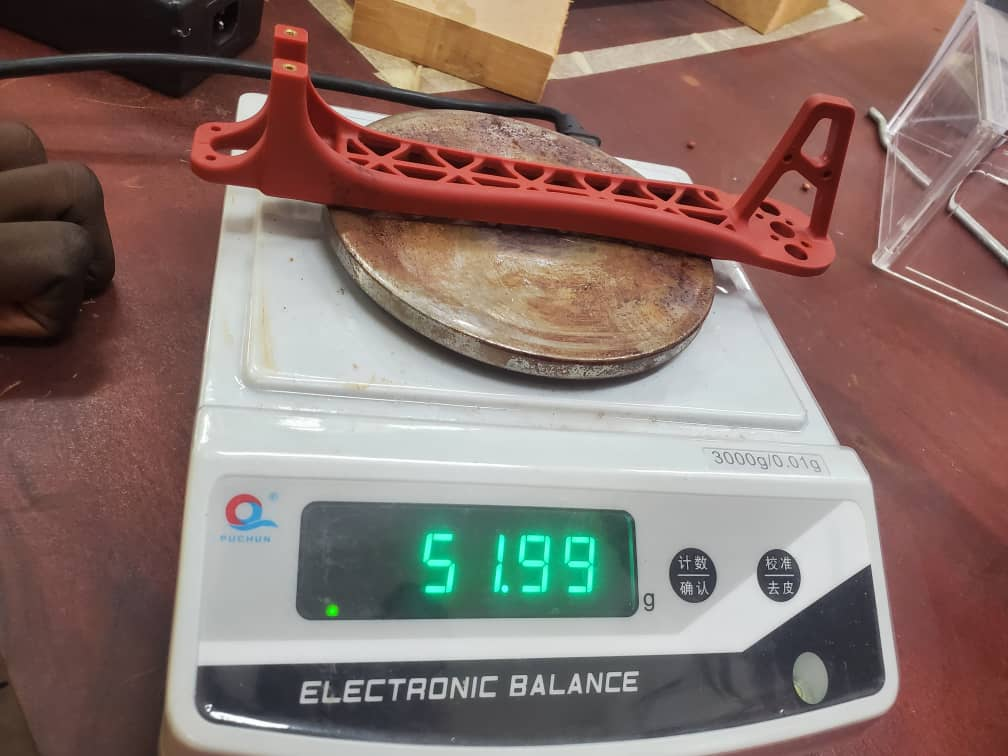 3000g/0.01g
®
PUCHUN
51.99
g
计数
确认
校准
去皮
ELECTRONIC BALANCE